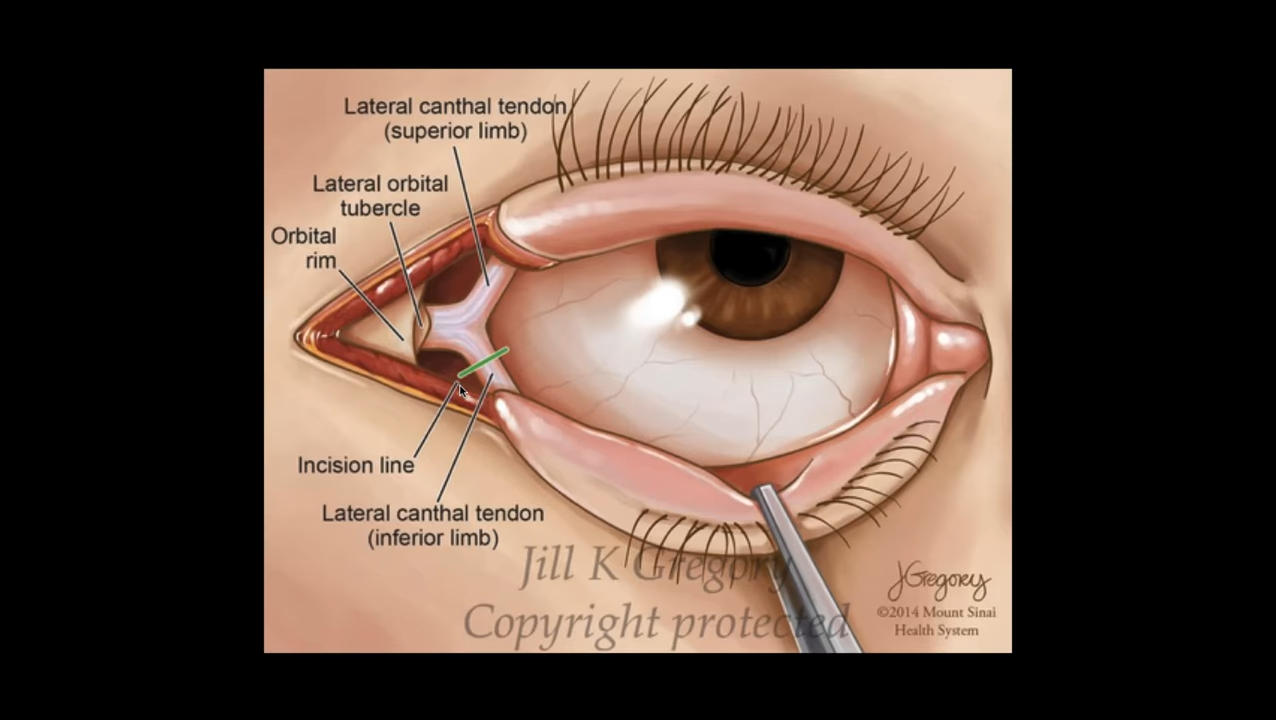 Lateral canthal tendon
(superior limb)
Lateral orbital
tubercle
Orbital
rim
Incision line
Lateral canthal tendon
(inferior limb)
Jill K Gregory
Copyright protected
JGregory
©2014 Mount Sinai
Health System